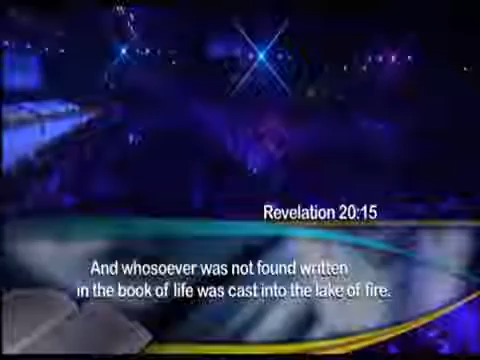 Revelation 20:15
And whosoever was not found written
in the book of life was cast into the lake of fire.